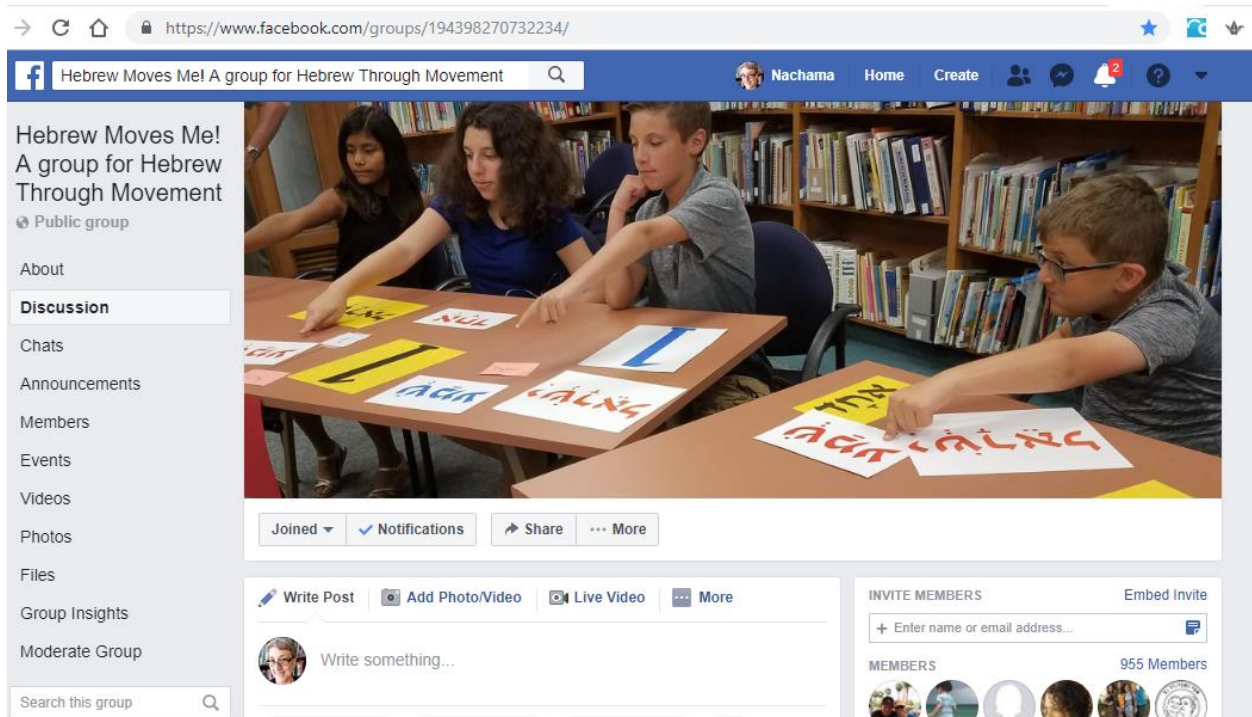 https://www.facebook.com/groups/194398270732234/
f Hebrew Moves Me! A group for Hebrew Through Movement
Nachama Home Create 2 ?
Hebrew Moves Me!
A group for Hebrew
Through Movement
Public group
About
Discussion
Chats
Announcements
Members
Events
Videos
Photos
Files
Group Insights
Moderate Group
Search this group
אֶחָד
שְׁמַע
יִשְׂרָאֵל
שְׁמַע
יִשְׂרָאֵל
Joined Notifications Share More
Write Post Add Photo/Video Live Video More
Write something...
INVITE MEMBERS Embed Invite
+ Enter name or email address...
MEMBERS 955 Members